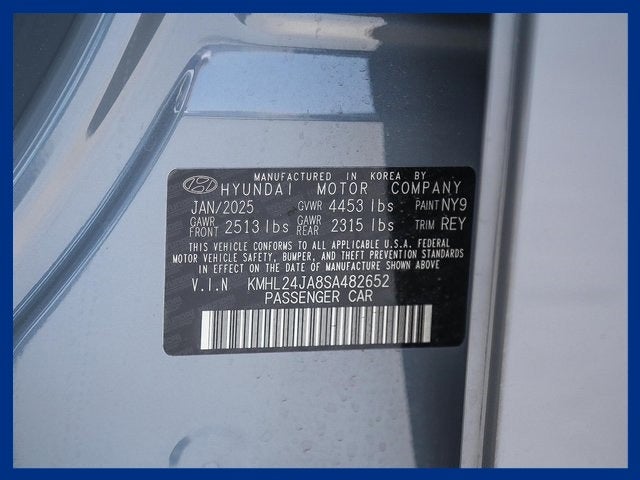 MANUFACTURED IN KOREA BY
HYUNDAI MOTOR COMPANY
JAN/2025 GVWR 4453 lbs PAINT NY9
GAWR FRONT 2513 lbs GAWR REAR 2315 lbs TRIM REY
THIS VEHICLE CONFORMS TO ALL APPLICABLE U.S.A. FEDERAL
MOTOR VEHICLE SAFETY, BUMPER, AND THEFT PREVENTION STANDARDS
IN EFFECT ON THE DATE OF MANUFACTURE SHOWN ABOVE
V.I.N KMHL24JA8SA482652
PASSENGER CAR